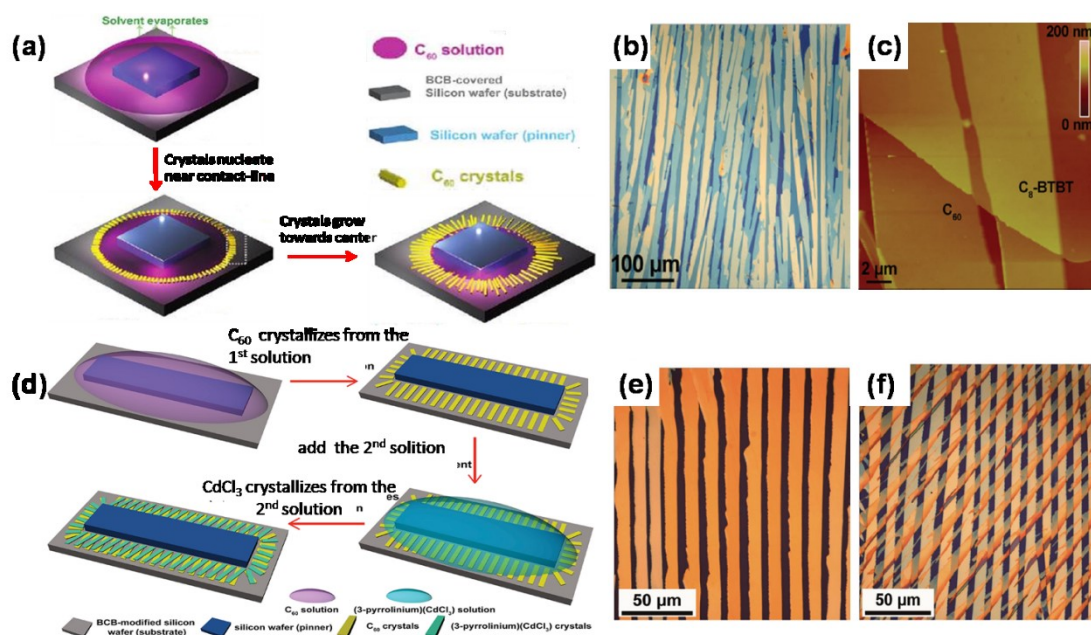 (a)
Solvent evaporates
C60 solution
BCB-covered
Silicon wafer (substrate)
Silicon wafer (pinner)
C60 crystals
Crystals nucleate
near contact-line
Crystals grow
towards center
(b)
100 μm
(c)
200 nm
0 nm
C8-BTBT
C60
2 μm
(d)
C60 crystallizes from the
1st solution
on
add the 2nd solition
nt
CdCl3 crystallizes from the
2nd solution
es
n
C60 solution
(3-pyrrolinium)(CdCl3) solution
BCB-modified silicon
wafer (substrate)
silicon wafer (pinner)
C60 crystals
(3-pyrrolinium)(CdCl3) crystals
(e)
50 μm
(f)
50 μm